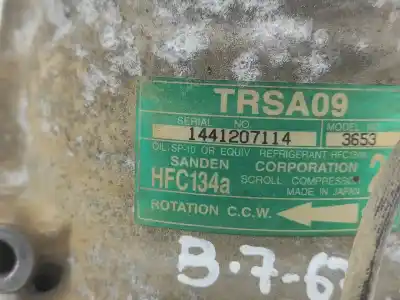 TRSA09
SERIAL NO. MODEL
1441207114 3653
OIL: SP-10 OR EQUIV REFRIGERANT HFC134a
SANDEN CORPORATION
HFC134a SCROLL COMPRESSOR
MADE IN JAPAN
ROTATION C.C.W.
B-7-6